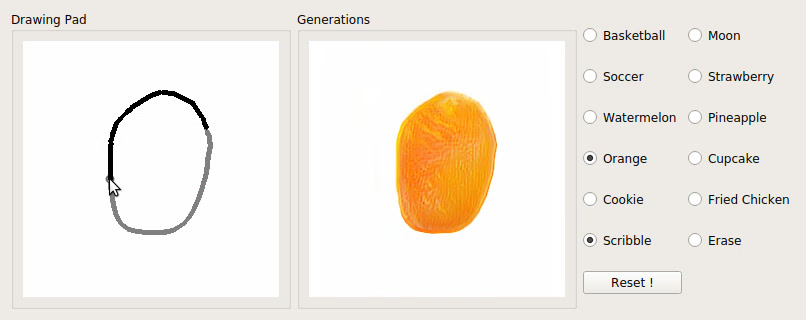 Drawing Pad
Generations
Basketball
Moon
Soccer
Strawberry
Watermelon
Pineapple
Orange
Cupcake
Cookie
Fried Chicken
Scribble
Erase
Reset !